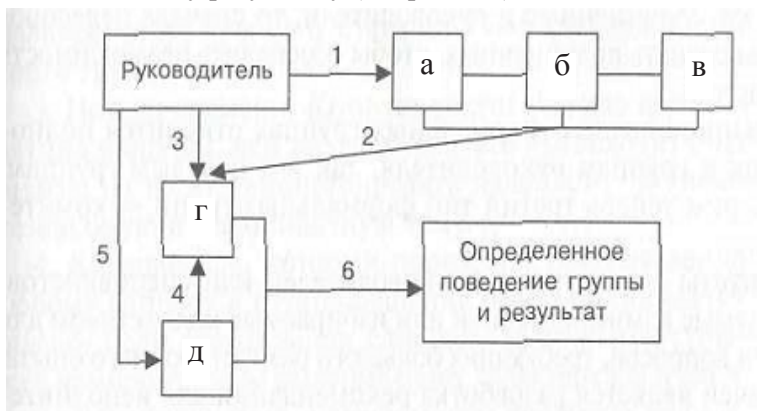 Руководитель
1
а
б
в
3
2
г
5
4
6
Определенное
поведение группы
и результат
д